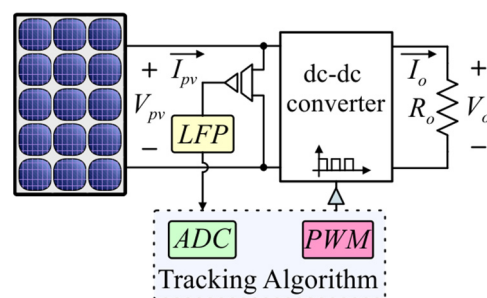 +
I_pv
V_pv
−
LFP
dc-dc
converter
I_o
R_o
+
V_o
−
ADC
PWM
Tracking Algorithm